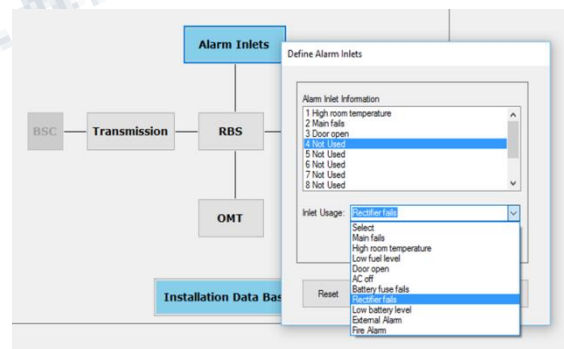 Alarm Inlets
BSC
Transmission
RBS
OMT
Installation Data Bas
Define Alarm Inlets
Alarm Inlet Information
1 High room temperature
2 Main fails
3 Door open
4 Not Used
5 Not Used
6 Not Used
7 Not Used
8 Not Used
Inlet Usage: Rectifier fails
Select
Main fails
High room temperature
Low fuel level
Door open
AC off
Battery fuse fails
Rectifier fails
Low battery level
External Alarm
Fire Alarm
Reset